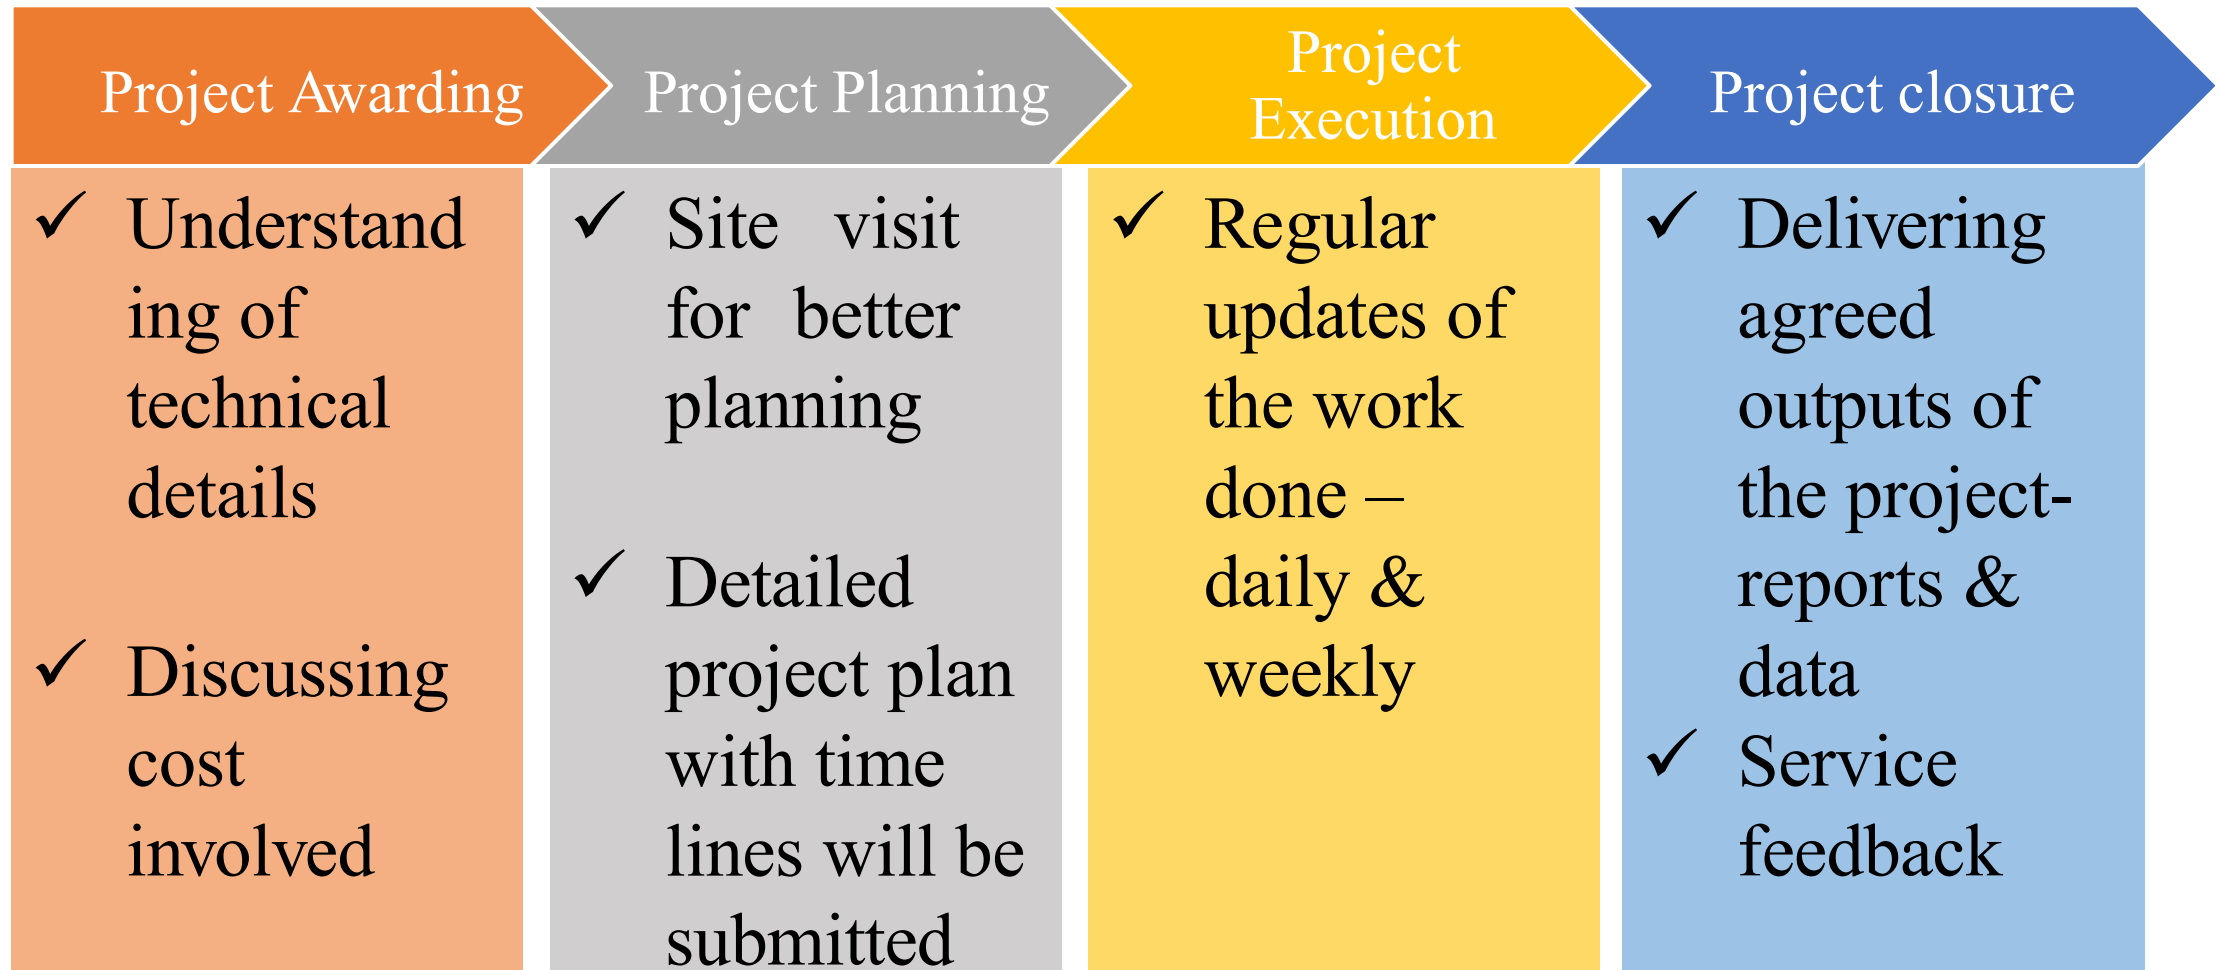 Project Awarding
Project Planning
Project
Execution
Project closure
✓ Understand
ing of
technical
details
✓ Discussing
cost
involved
✓ Site visit
for better
planning
✓ Detailed
project plan
with time
lines will be
submitted
✓ Regular
updates of
the work
done –
daily &
weekly
✓ Delivering
agreed
outputs of
the project-
reports &
data
✓ Service
feedback